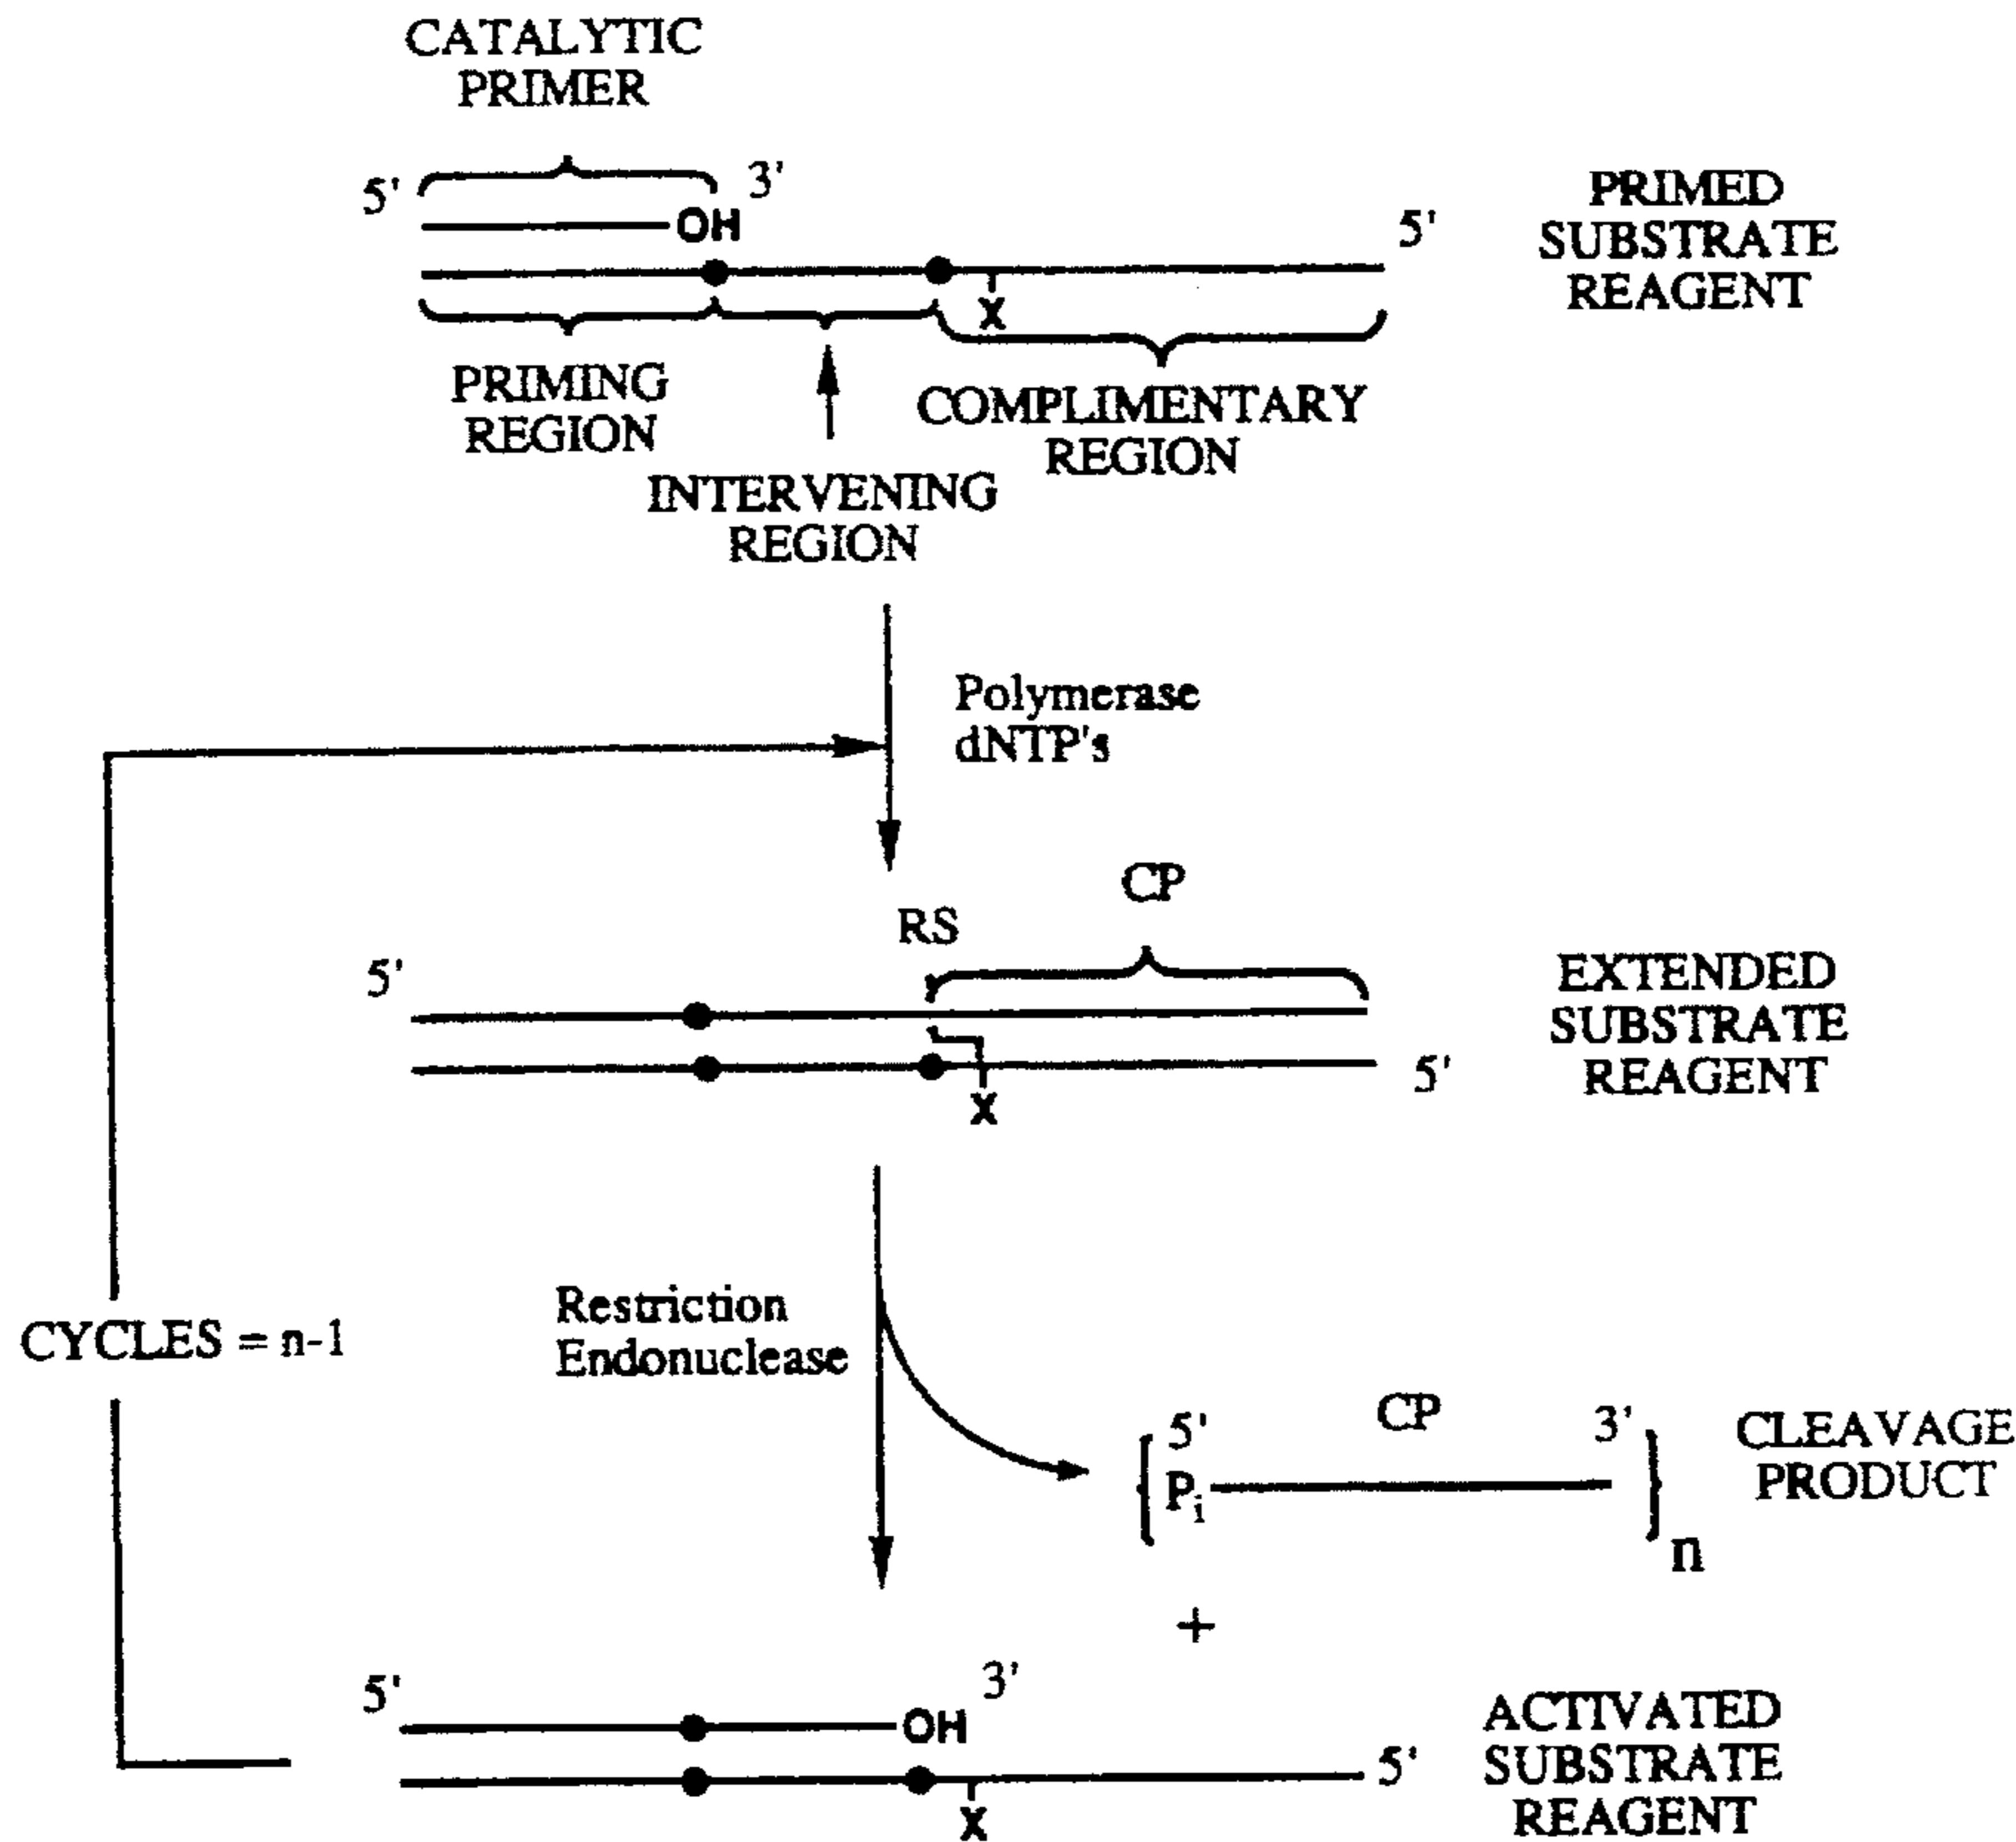 CATALYTIC
PRIMER
5'
3'
OH
5'
PRIMED
SUBSTRATE
REAGENT
X
PRIMING
REGION
COMPLIMENTARY
REGION
INTERVENING
REGION
Polymerase
dNTP's
CP
RS
5'
EXTENDED
SUBSTRATE
REAGENT
5'
X
Restriction
Endonuclease
CYCLES = n-1
5'
CP
3'
CLEAVAGE
PRODUCT
Pi
n
+
5'
3'
OH
ACTIVATED
SUBSTRATE
REAGENT
5'
X